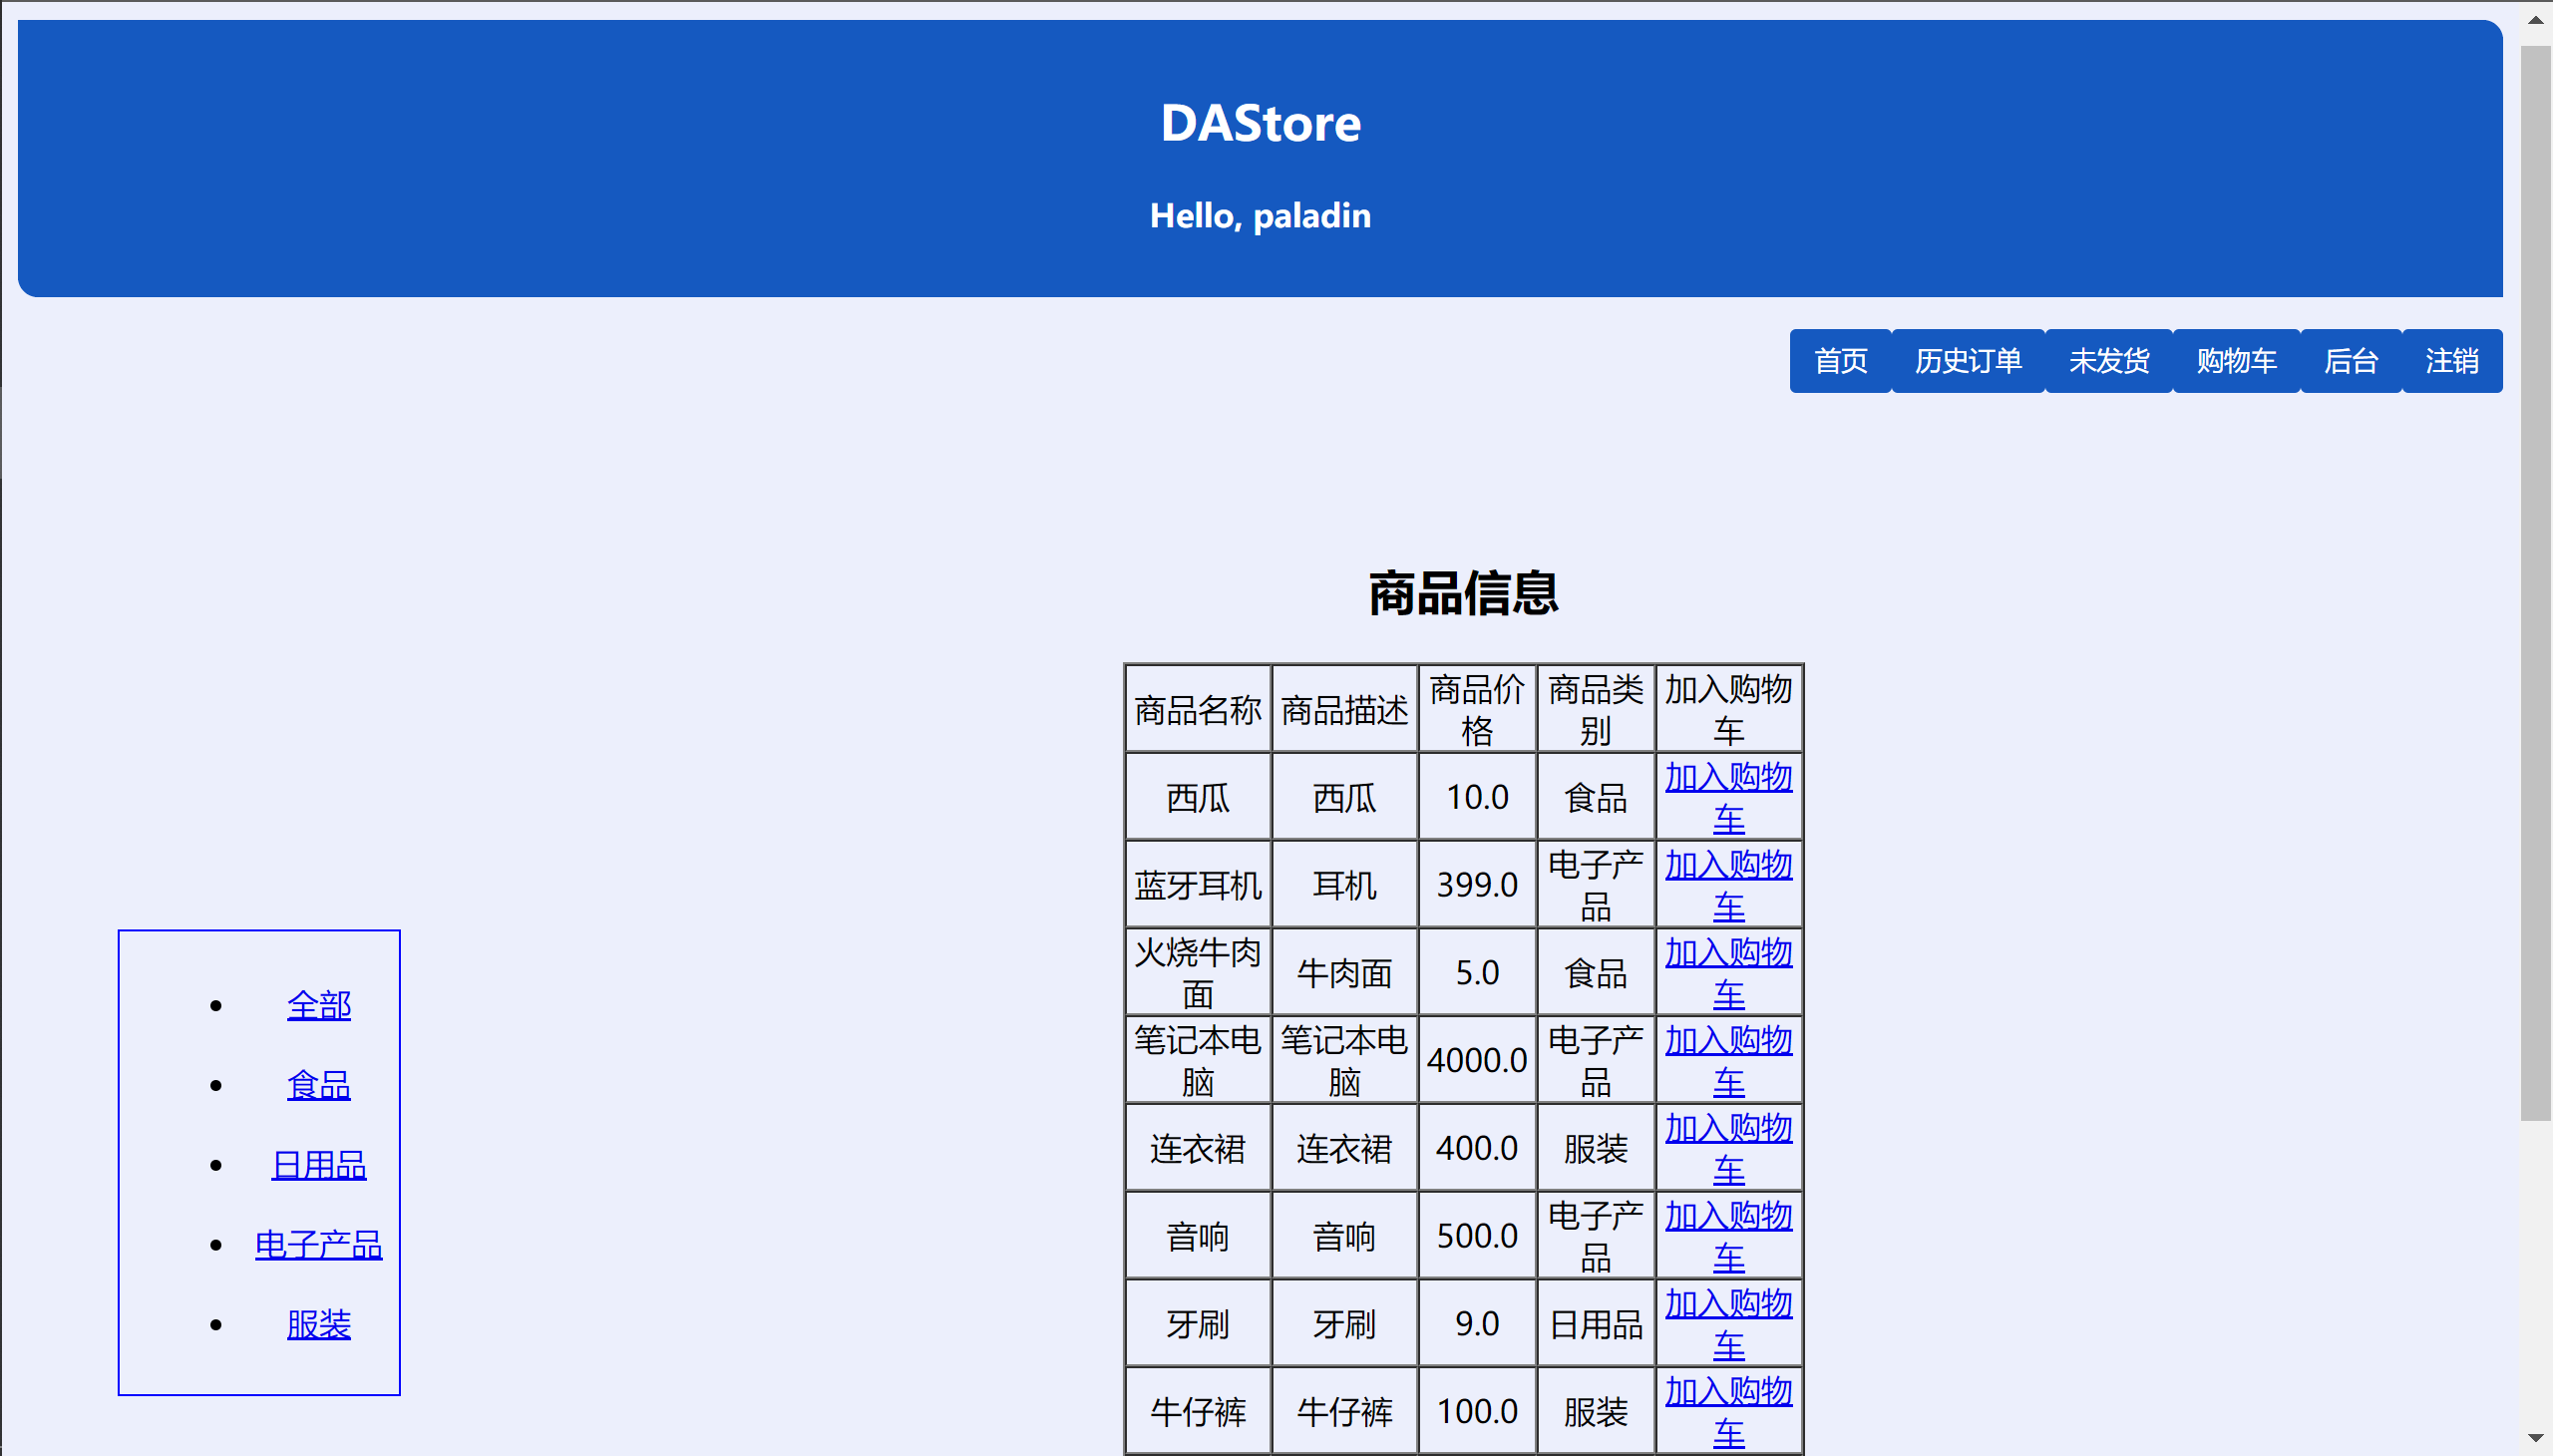 DAStore
Hello, paladin
首页 历史订单 未发货 购物车 后台 注销
商品信息
商品名称 商品描述 商品价格 商品类别 加入购物车
西瓜 西瓜 10.0 食品 加入购物车
蓝牙耳机 耳机 399.0 电子产品 加入购物车
火烧牛肉面 牛肉面 5.0 食品 加入购物车
笔记本电脑 笔记本电脑 4000.0 电子产品 加入购物车
连衣裙 连衣裙 400.0 服装 加入购物车
音响 音响 500.0 电子产品 加入购物车
牙刷 牙刷 9.0 日用品 加入购物车
牛仔裤 牛仔裤 100.0 服装 加入购物车
全部
食品
日用品
电子产品
服装